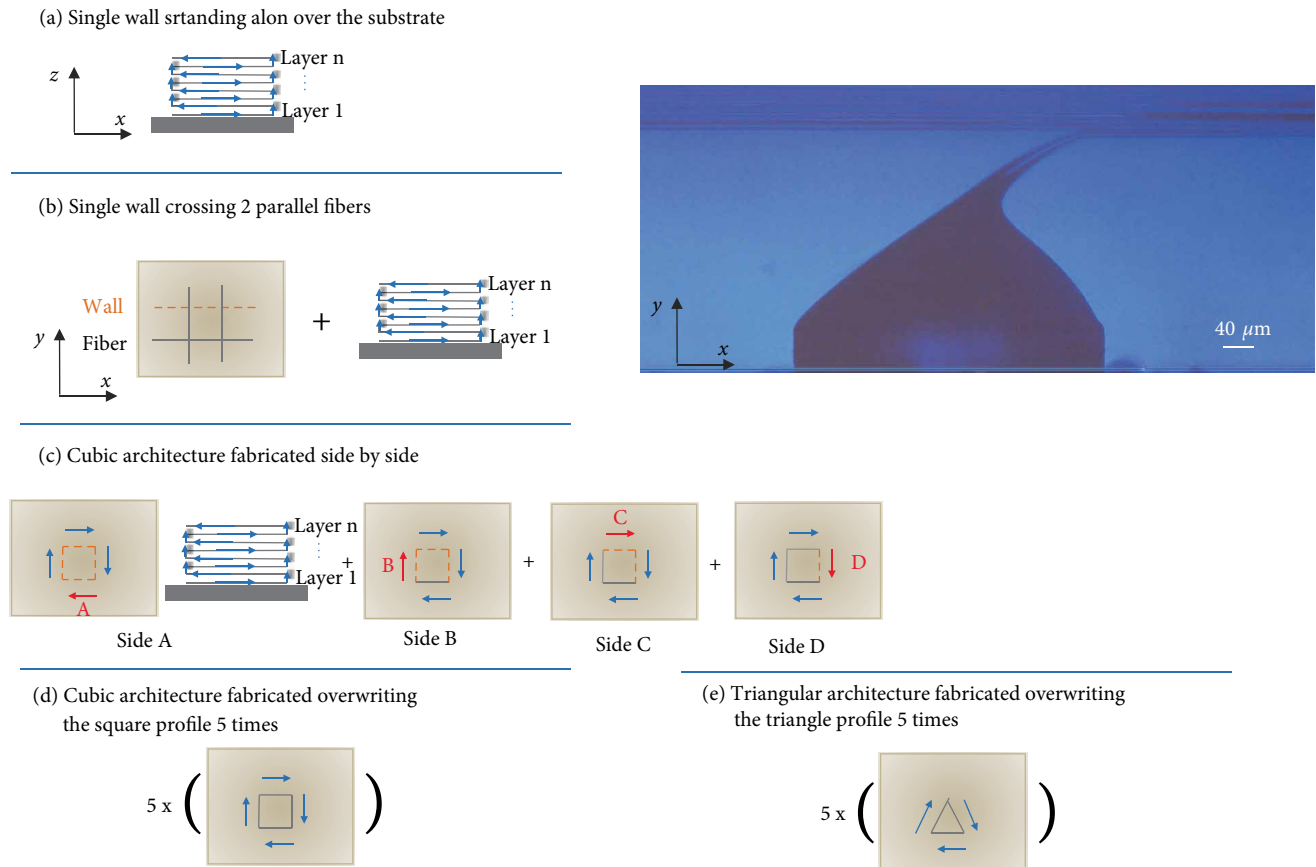 (a) Single wall srtanding alon over the substrate
z
x
Layer n
Layer 1
y
x
40 μm
(b) Single wall crossing 2 parallel fibers
Wall
Fiber
y
x
+
Layer n
Layer 1
(c) Cubic architecture fabricated side by side
A
Layer n
Layer 1
+
B
+
C
+
D
Side A
Side B
Side C
Side D
(d) Cubic architecture fabricated overwriting
the square profile 5 times
5 x ( )
(e) Triangular architecture fabricated overwriting
the triangle profile 5 times
5 x ( )